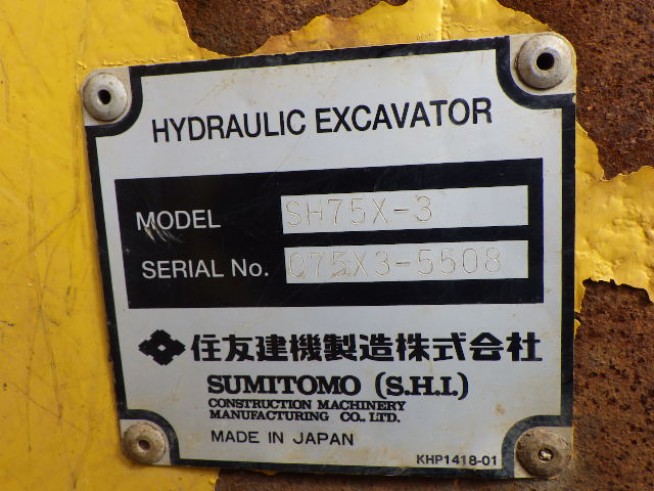 HYDRAULIC EXCAVATOR
MODEL SH75X-3
SERIAL No. C75X3-5508
住友建機製造株式会社
SUMITOMO (S.H.I.)
CONSTRUCTION MACHINERY
MANUFACTURING CO., LTD.
MADE IN JAPAN
KHP1418-01